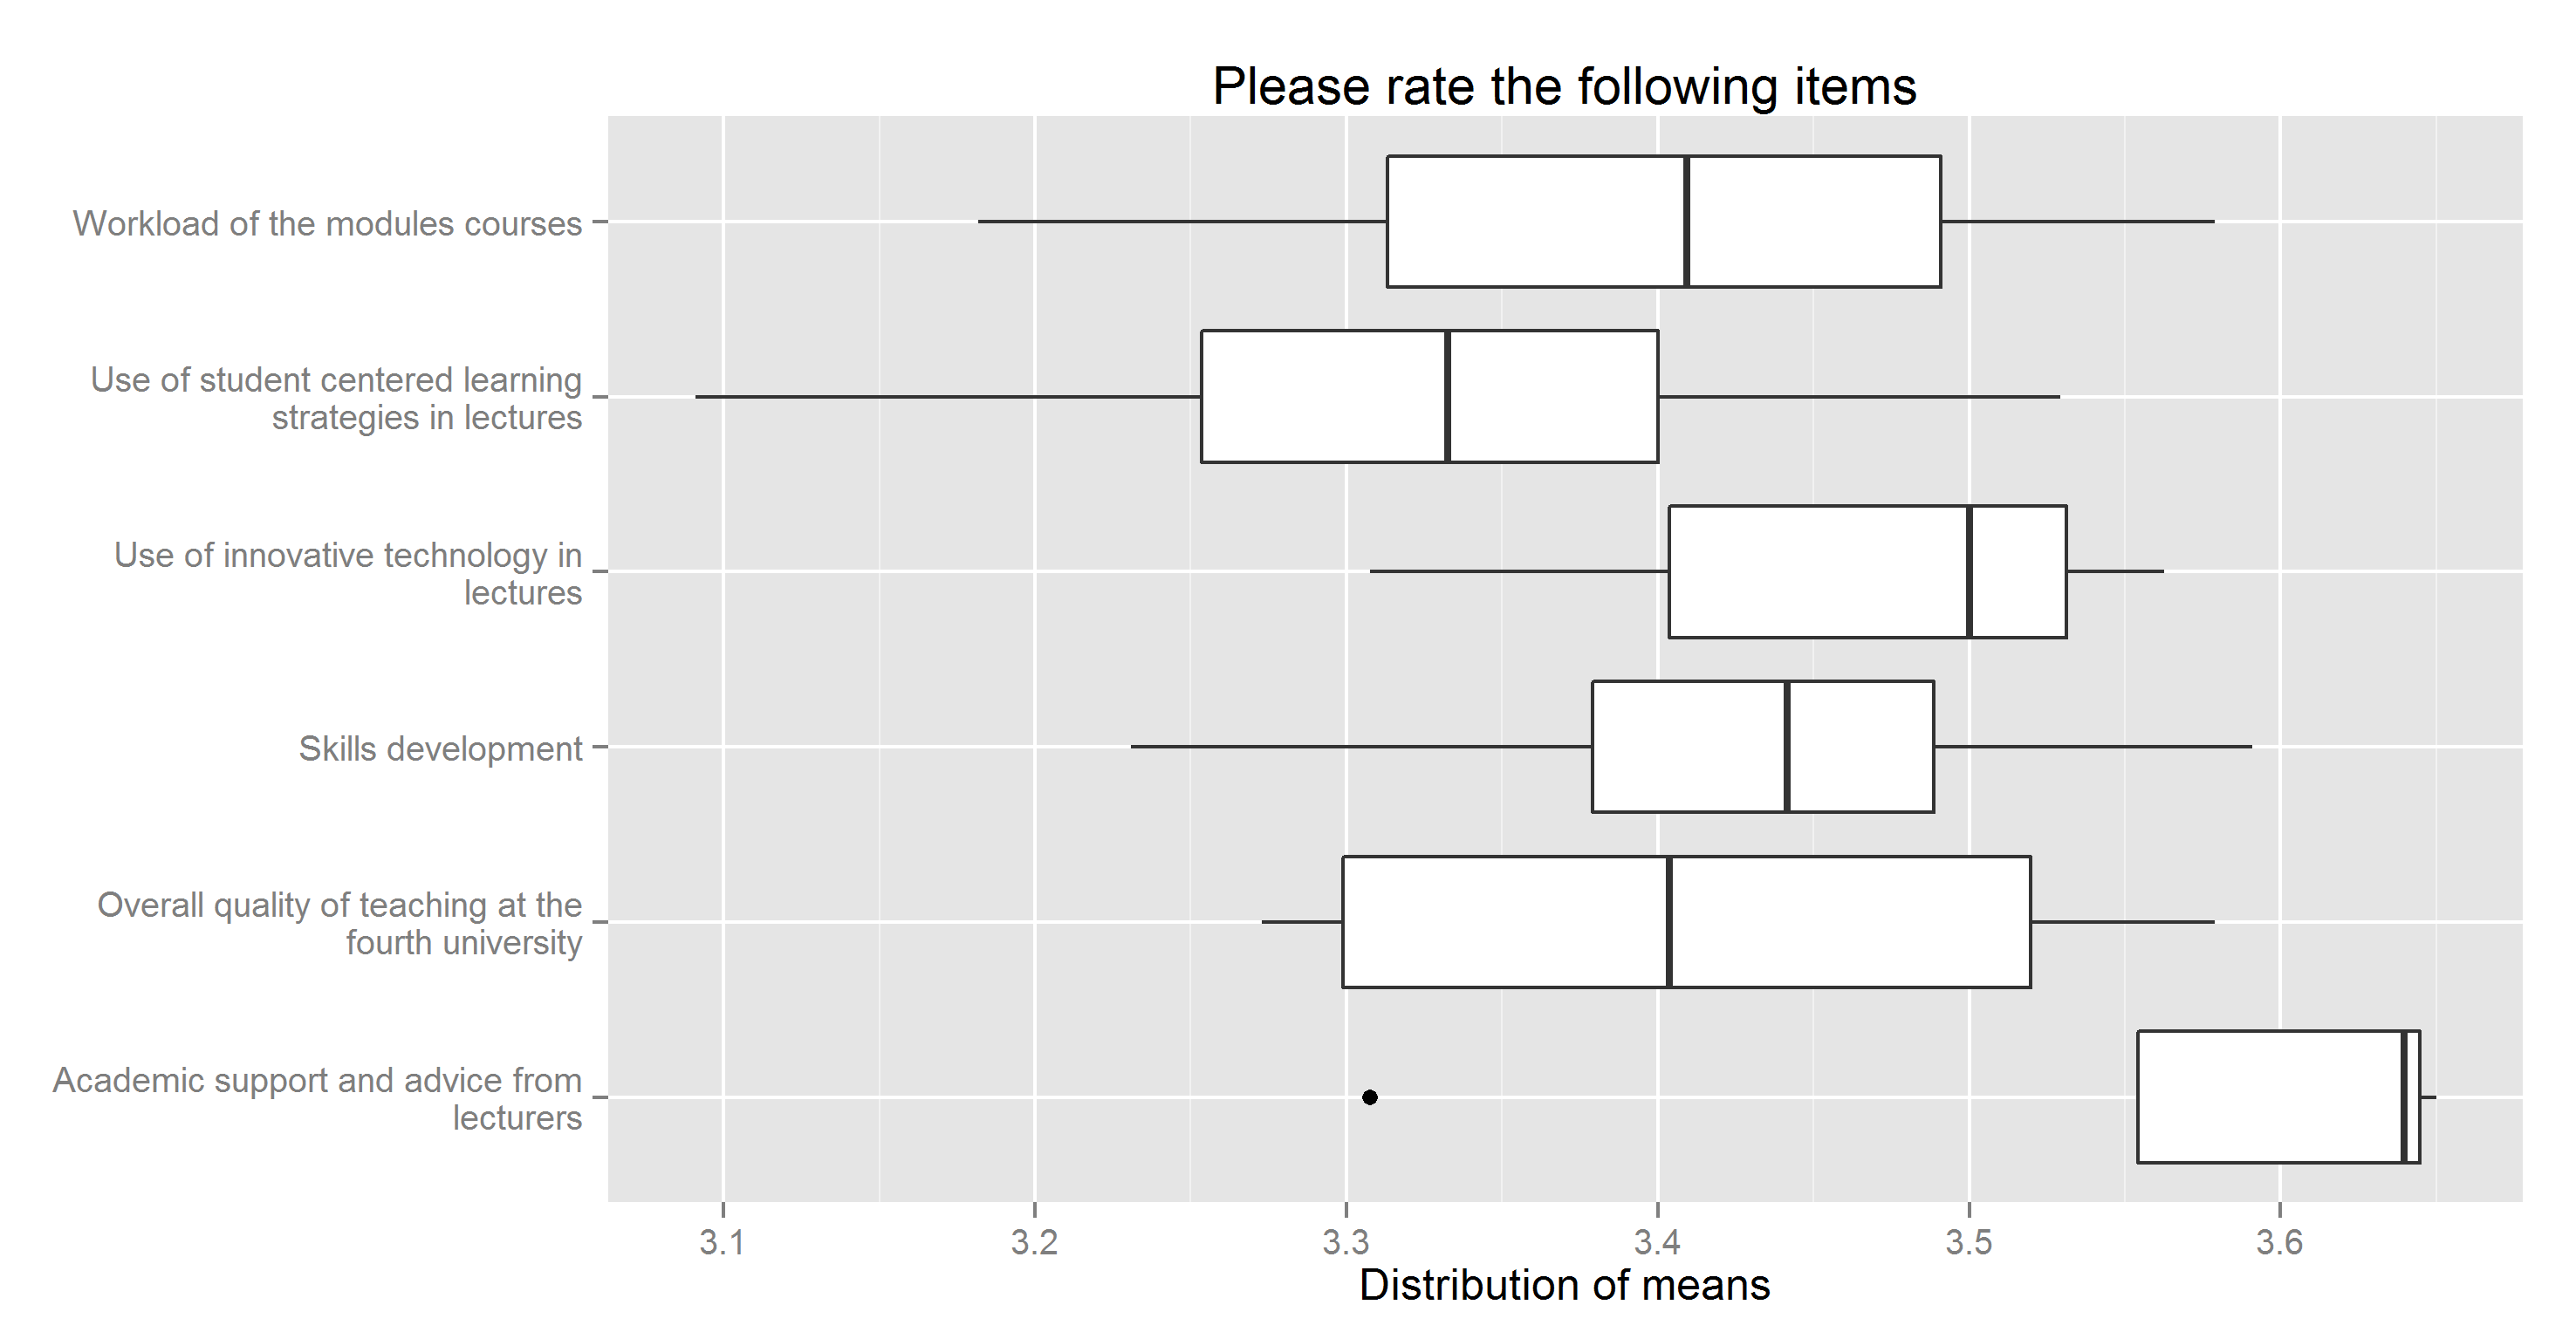 Please rate the following items
Workload of the modules courses
Use of student centered learning
strategies in lectures
Use of innovative technology in
lectures
Skills development
Overall quality of teaching at the
fourth university
Academic support and advice from
lecturers
3.1 3.2 3.3 3.4 3.5 3.6
Distribution of means